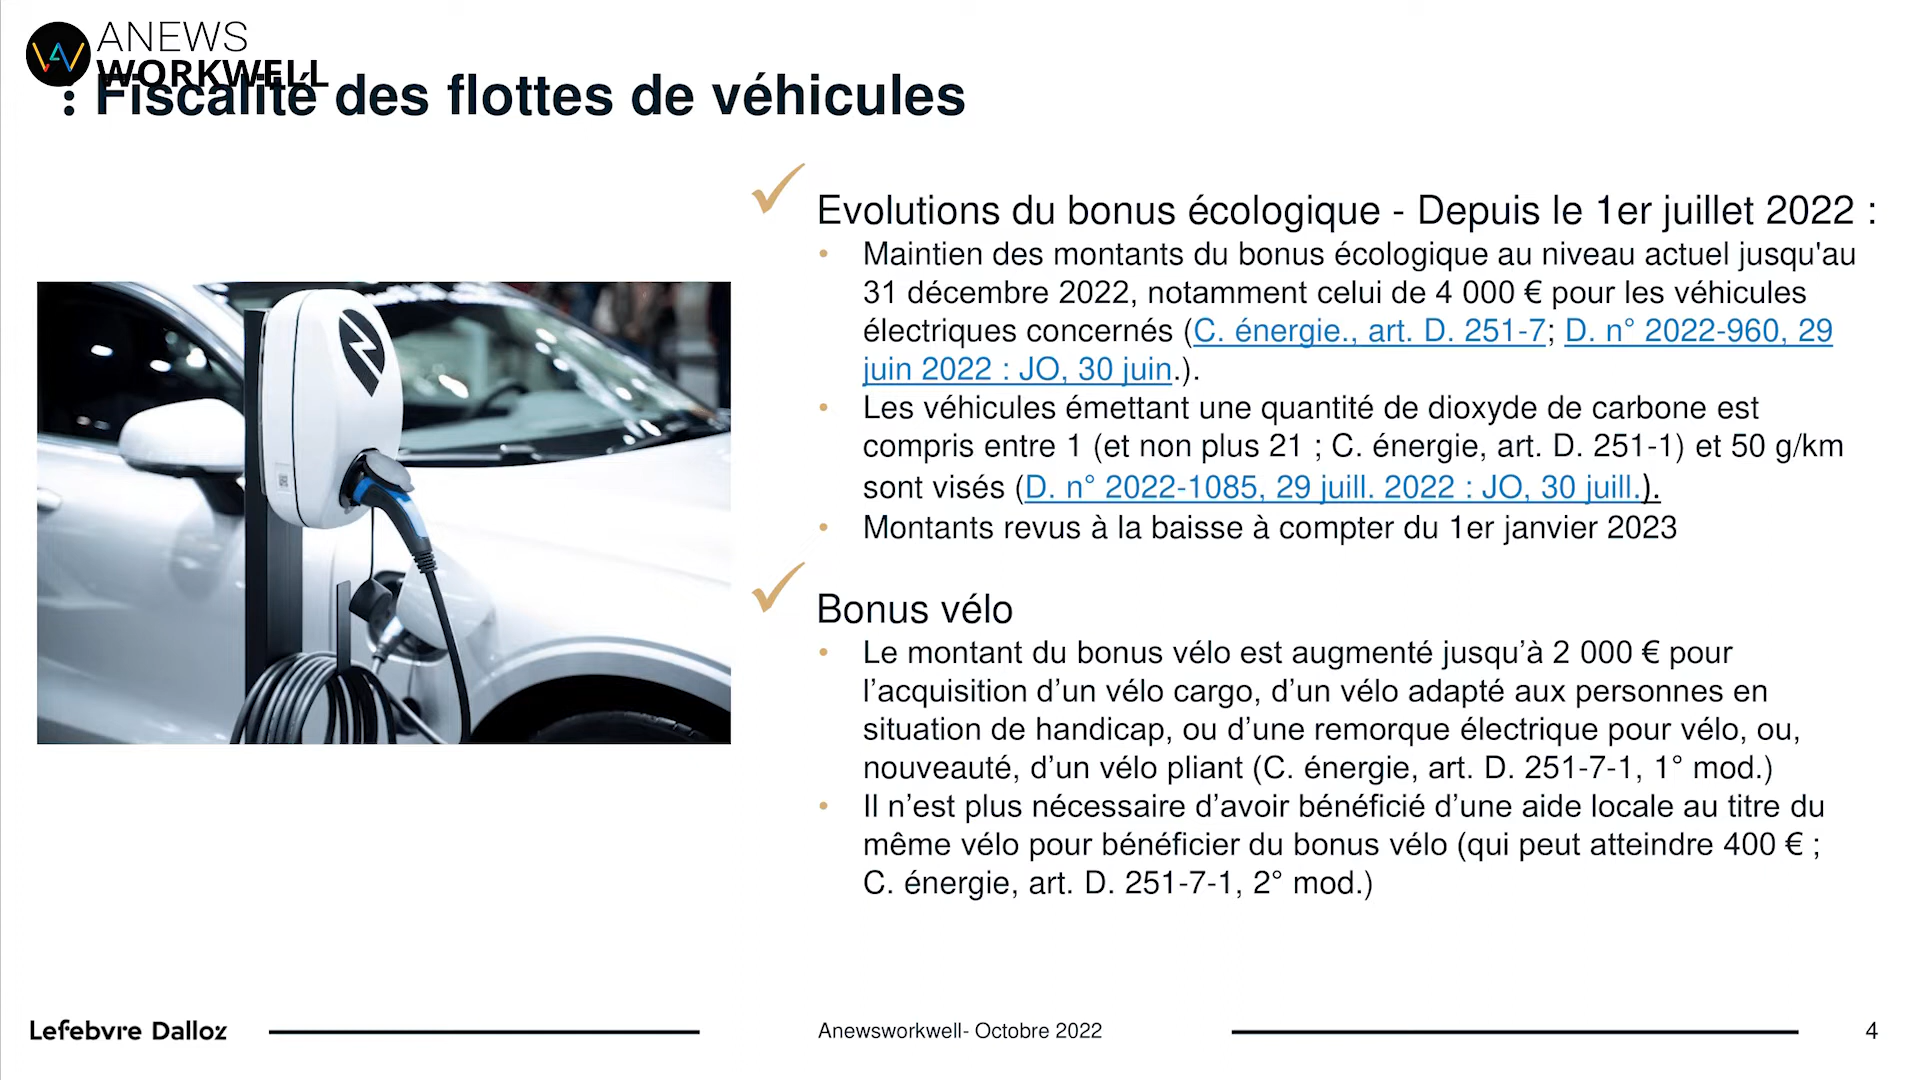 ANEWS
WORKWELL
: Fiscalité des flottes de véhicules
Evolutions du bonus écologique - Depuis le 1er juillet 2022 :
• Maintien des montants du bonus écologique au niveau actuel jusqu'au
31 décembre 2022, notamment celui de 4 000 € pour les véhicules
électriques concernés (C. énergie., art. D. 251-7; D. n° 2022-960, 29
juin 2022 : JO, 30 juin.).
• Les véhicules émettant une quantité de dioxyde de carbone est
compris entre 1 (et non plus 21 ; C. énergie, art. D. 251-1) et 50 g/km
sont visés (D. n° 2022-1085, 29 juill. 2022 : JO, 30 juill.).
• Montants revus à la baisse à compter du 1er janvier 2023
Bonus vélo
• Le montant du bonus vélo est augmenté jusqu’à 2 000 € pour
l’acquisition d’un vélo cargo, d’un vélo adapté aux personnes en
situation de handicap, ou d’une remorque électrique pour vélo, ou,
nouveauté, d’un vélo pliant (C. énergie, art. D. 251-7-1, 1° mod.)
• Il n’est plus nécessaire d’avoir bénéficié d’une aide locale au titre du
même vélo pour bénéficier du bonus vélo (qui peut atteindre 400 € ;
C. énergie, art. D. 251-7-1, 2° mod.)
Lefebvre Dalloz
Anewsworkwell- Octobre 2022
4